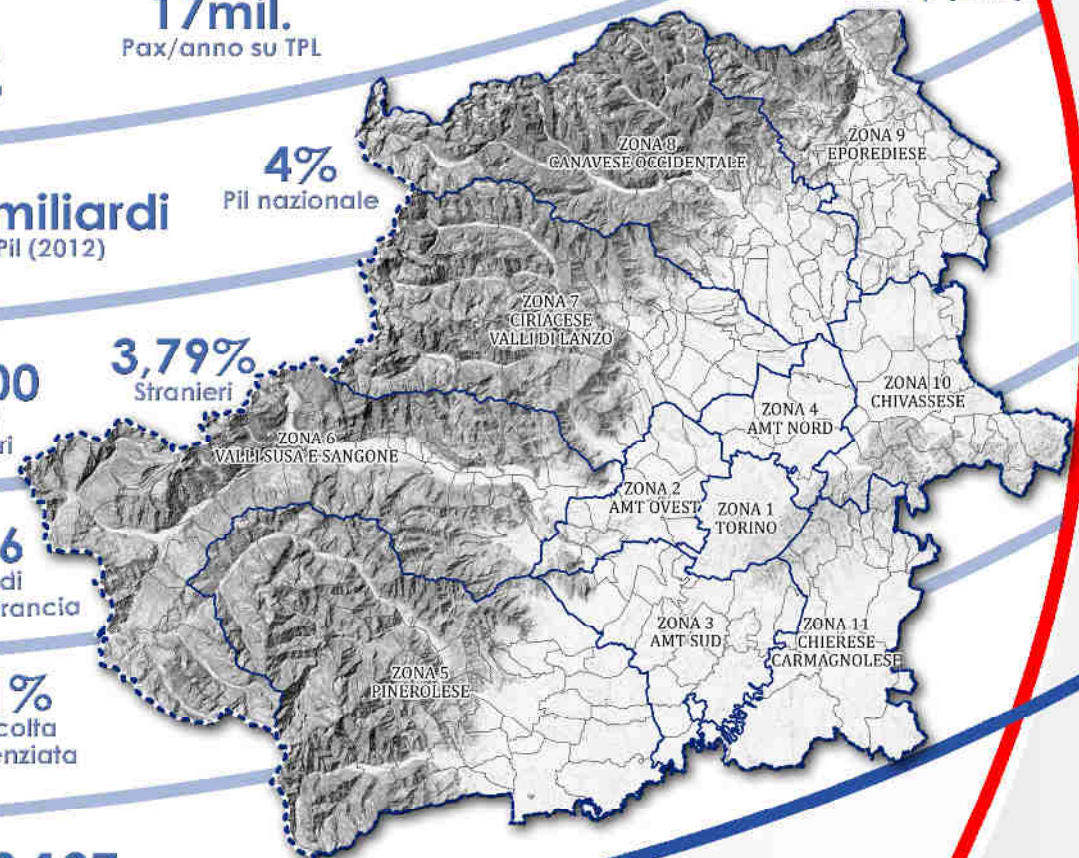 17mil.
Pax/anno su TPL
4%
Pil nazionale
miliardi
Pil (2012)
3,79%
Stranieri
00
ri
6
di
rancia
%
colta
enziata
ZONA 8
CANAVESE OCCIDENTALE
ZONA 9
EPOREDIESE
ZONA 7
CIRIACESE
VALLI DI LANZO
ZONA 10
CHIVASSESE
ZONA 4
AMT NORD
ZONA 6
VALLI SUSA E SANGONE
ZONA 2
AMT OVEST
ZONA 1
TORINO
ZONA 3
AMT SUD
ZONA 11
CHIERESE
CARMAGNOLESE
ZONA 5
PINEROLESE